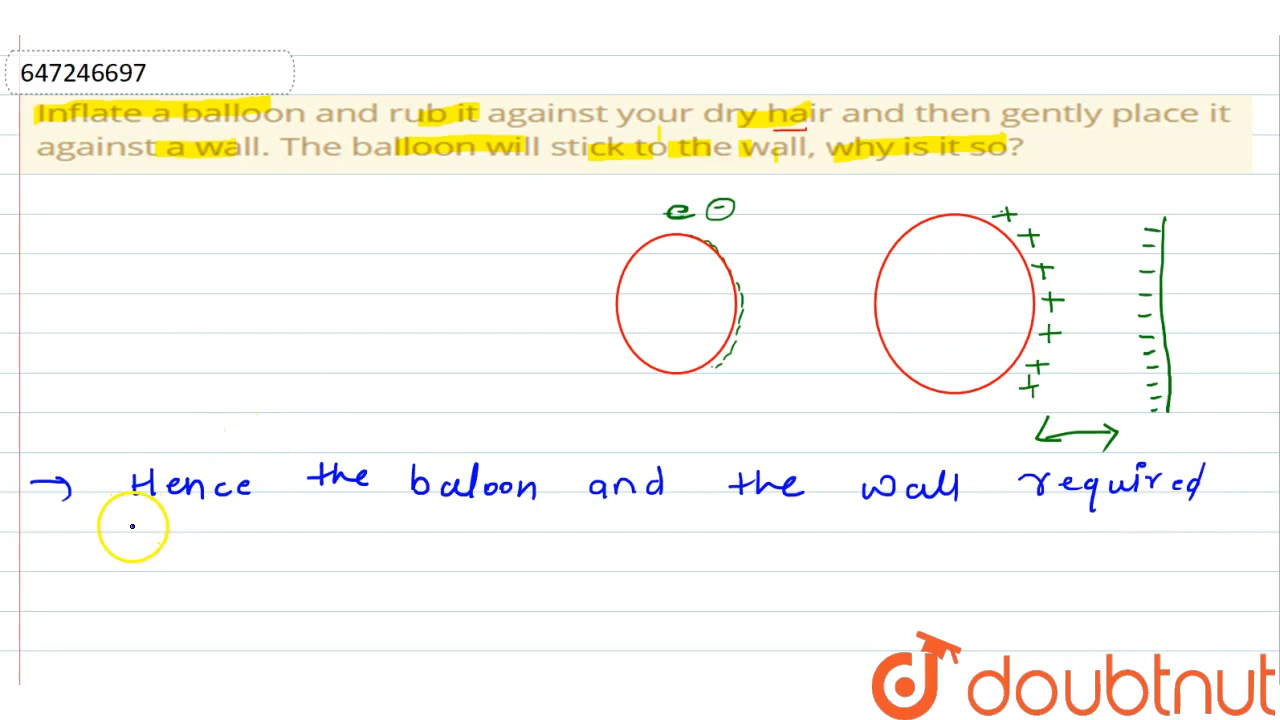 647246697
Inflate a balloon and rub it against your dry hair and then gently place it
against a wall. The balloon will stick to the wall, why is it so?
e ⊖
→ Hence the baloon and the wall required
doubtnut